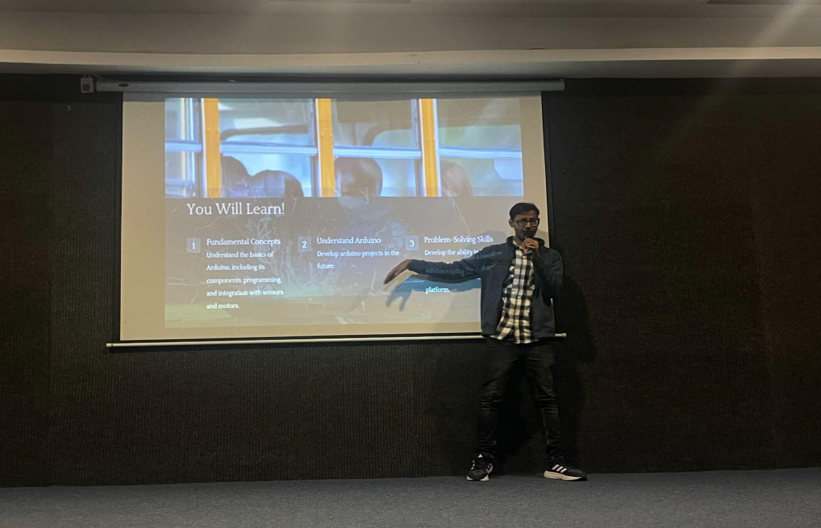 You Will Learn!
1
Fundamental Concepts
Understand the basics of
Arduino, including its
components, programming,
and integration with sensors
and motors.
2
Understand Arduino
Develop arduino projects in the
Future.
3
Problem-Solving Skills
Develop the ability
platform.